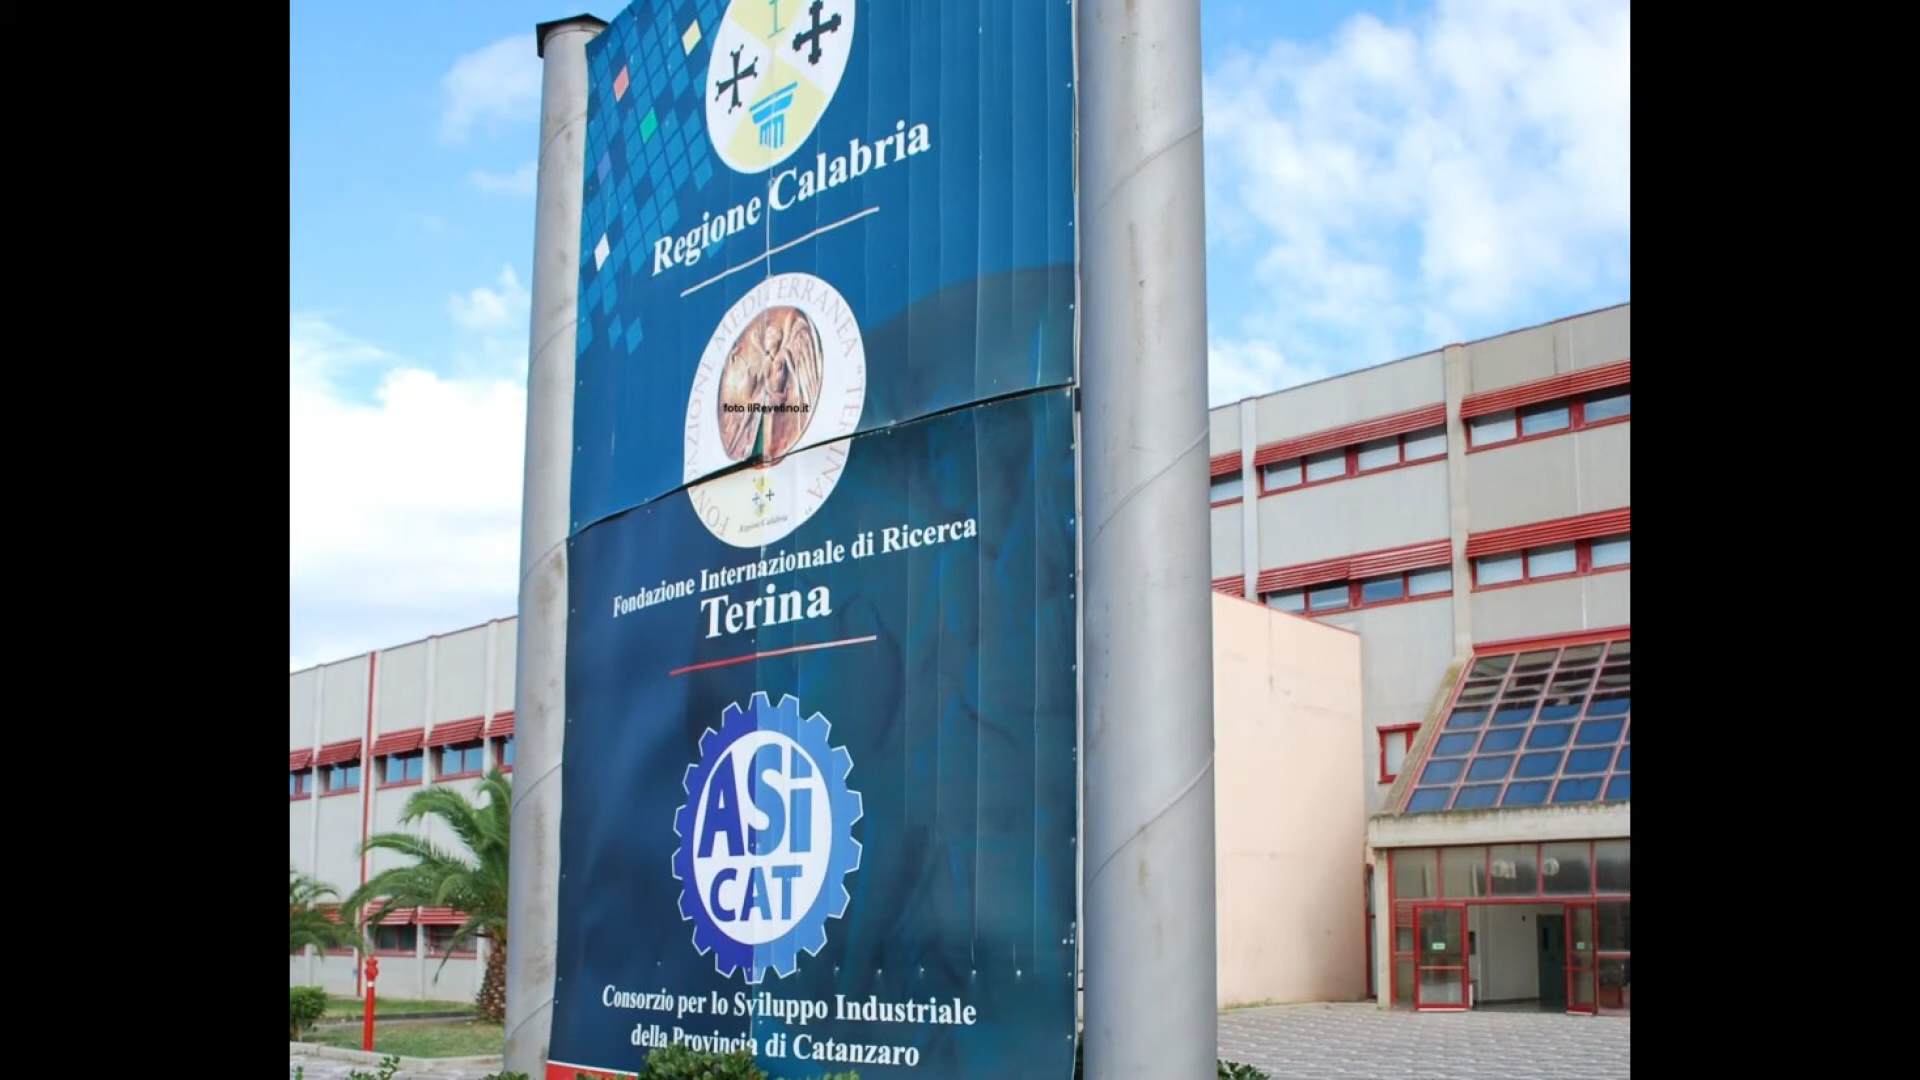 Regione Calabria
FONDAZIONE MEDITERRANEA "TERINA"
foto ilReventino.it
Regione Calabria
Fondazione Internazionale di Ricerca
Terina
ASi
CAT
Consorzio per lo Sviluppo Industriale
della Provincia di Catanzaro